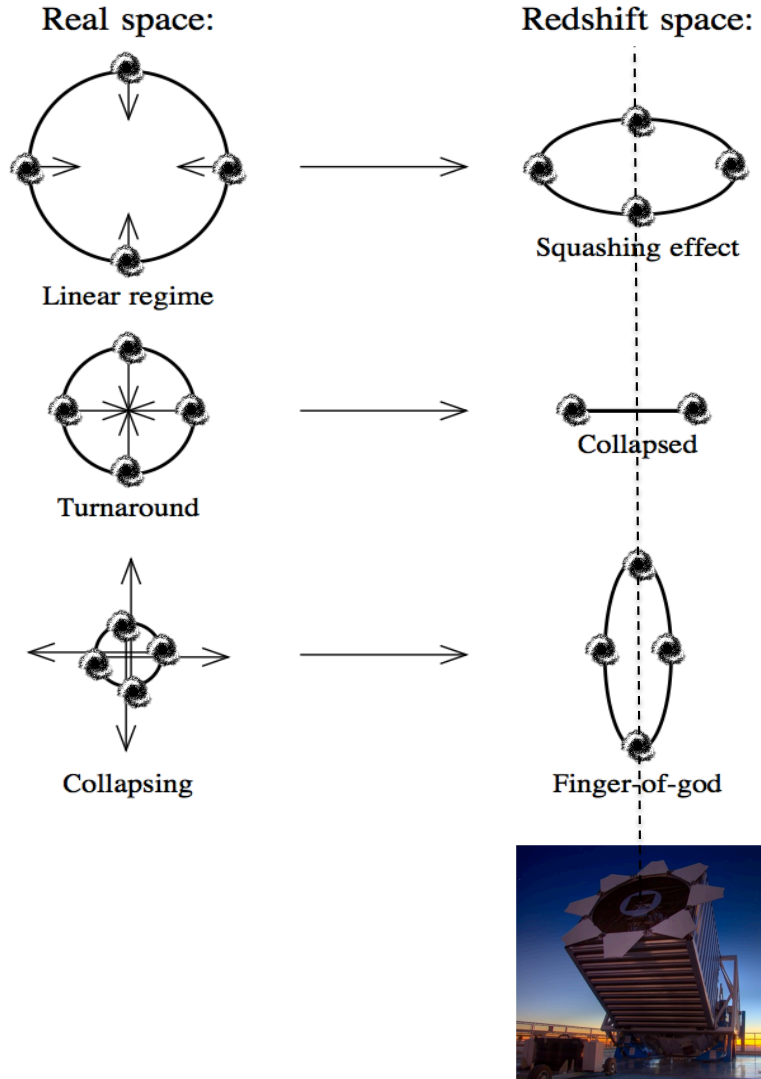 Real space:
Redshift space:
Squashing effect
Linear regime
Collapsed
Turnaround
Collapsing
Finger-of-god